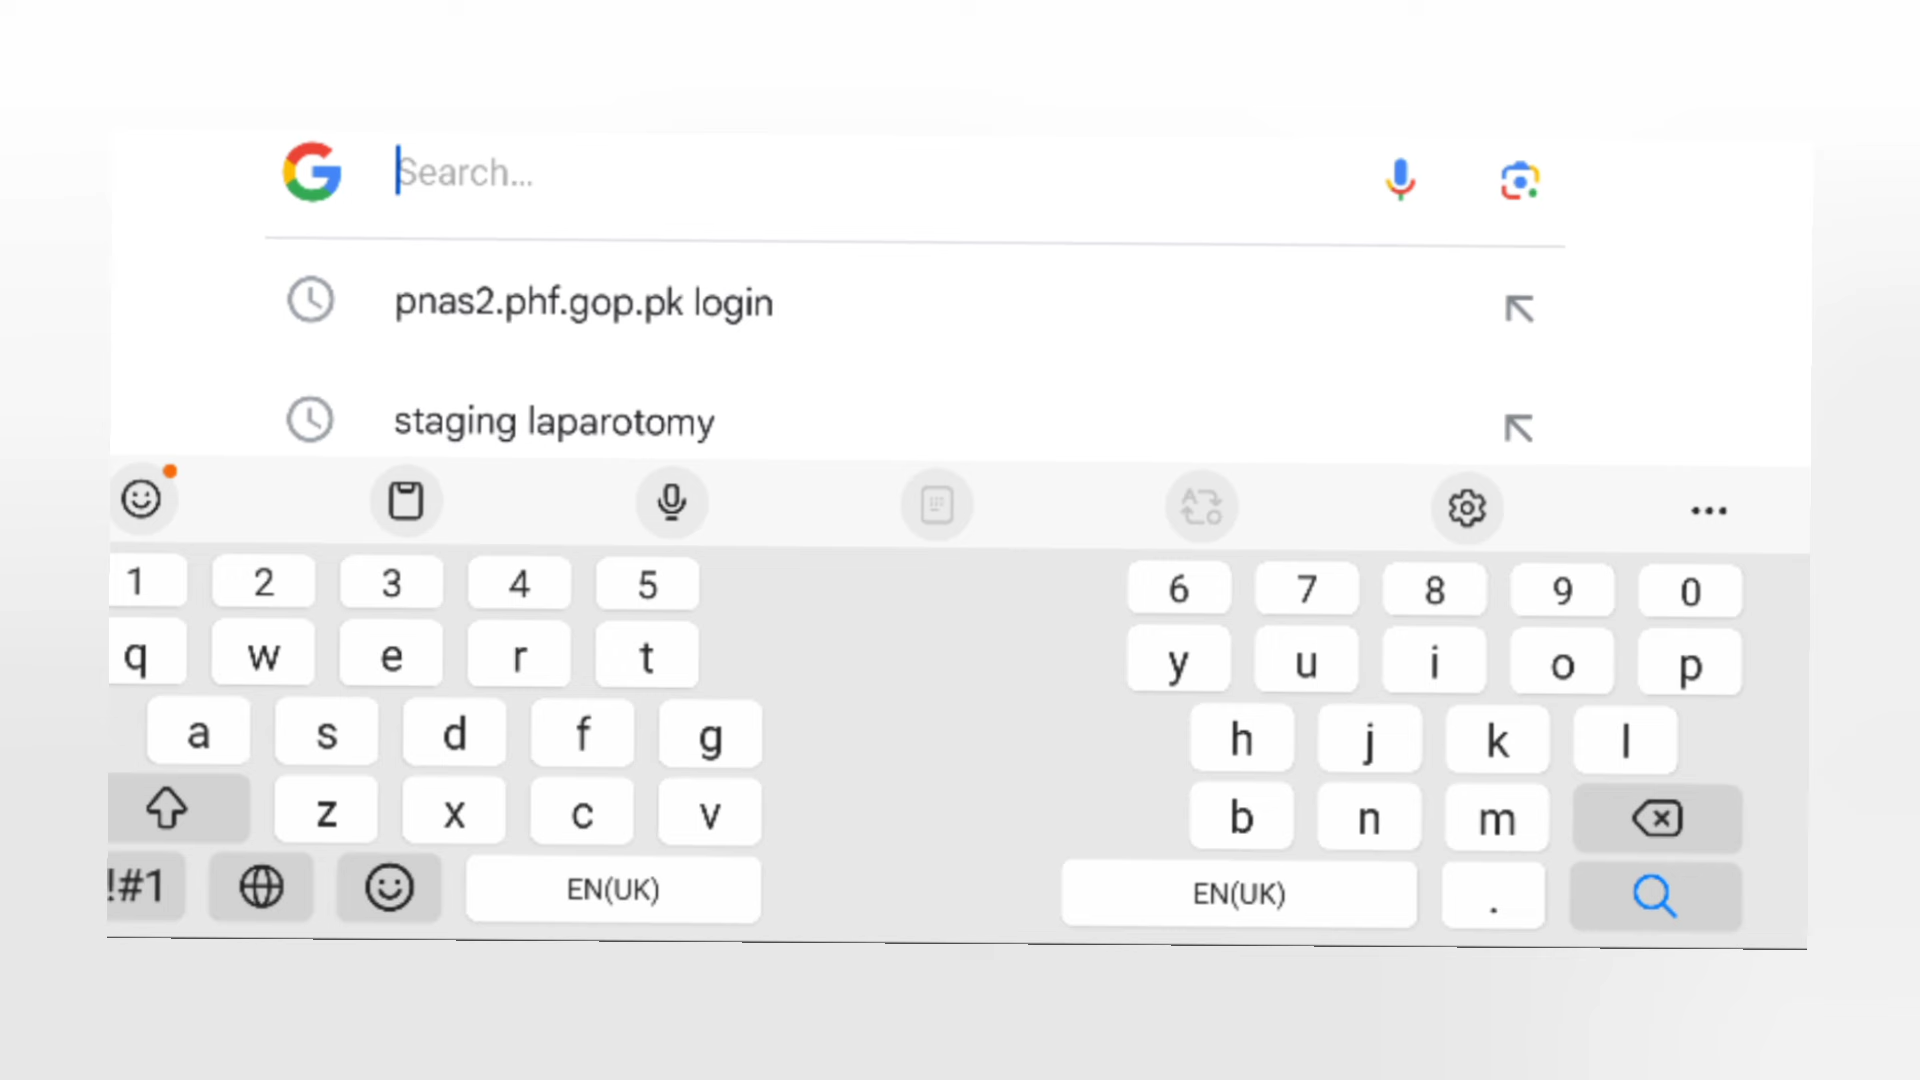 Search...
pnas2.phf.gop.pk login
staging laparotomy
1 2 3 4 5 6 7 8 9 0
q w e r t y u i o p
a s d f g h j k l
z x c v b n m
!#1 EN(UK) EN(UK) .